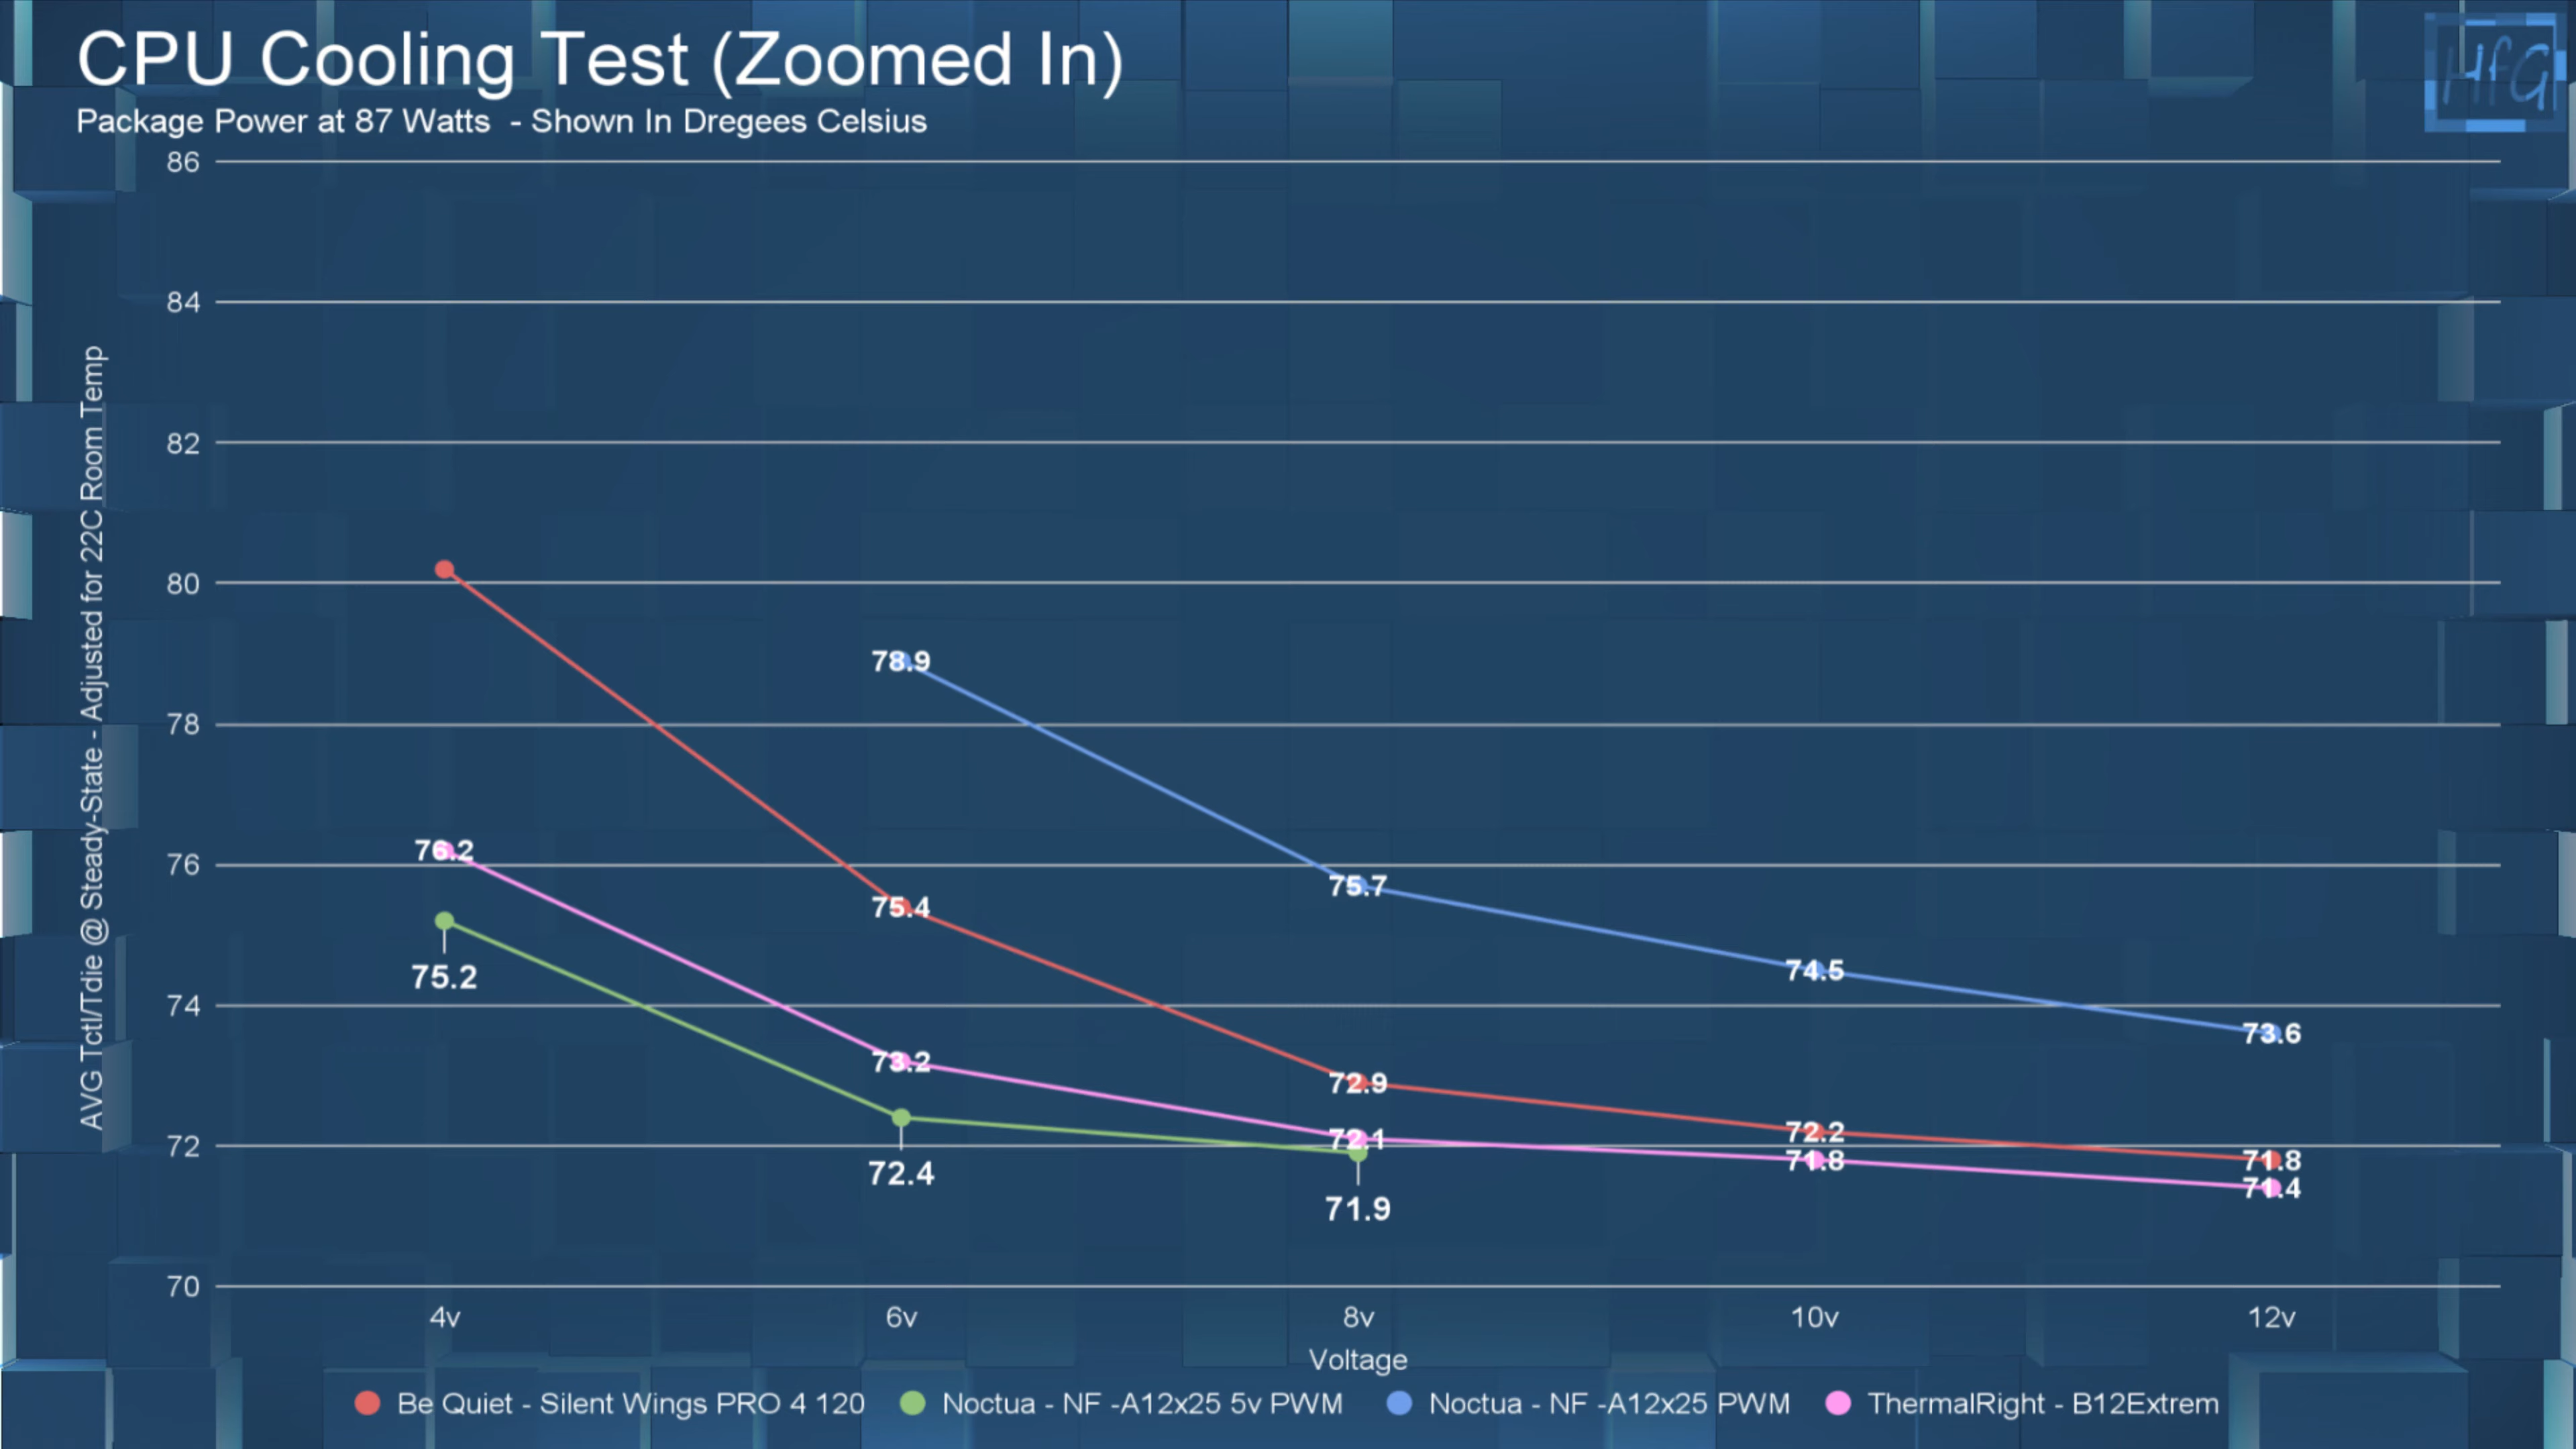 CPU Cooling Test (Zoomed In)
HfG
Package Power at 87 Watts - Shown In Dregees Celsius
AVG Tctl/Tdie @ Steady-State - Adjusted for 22C Room Temp
86
84
82
80
78
76
74
72
70
78.9
76.2
75.4
75.7
75.2
74.5
73.6
73.2
72.9
72.4
72.1
72.2
71.8
71.8
71.9
71.4
4v
6v
8v
10v
12v
Voltage
Be Quiet - Silent Wings PRO 4 120
Noctua - NF -A12x25 5v PWM
Noctua - NF -A12x25 PWM
ThermalRight - B12Extrem